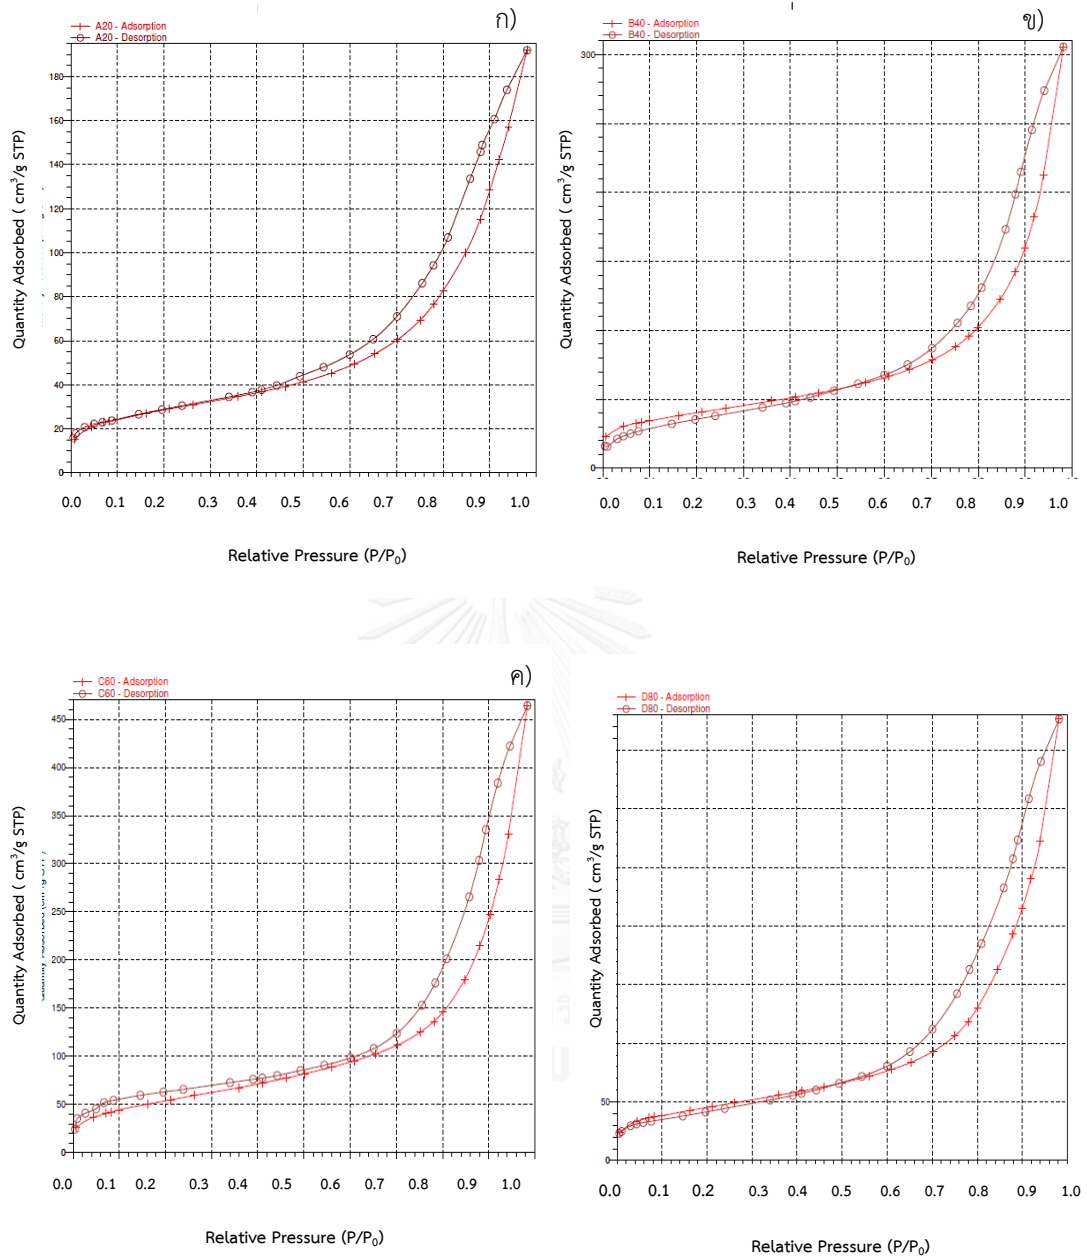 ก)
A20 - Adsorption
A20 - Desorption
Quantity Adsorbed ( cm³/g STP)
180
160
140
120
100
80
60
40
20
0
0.0 0.1 0.2 0.3 0.4 0.5 0.6 0.7 0.8 0.9 1.0
Relative Pressure (P/P₀)
ข)
B40 - Adsorption
B40 - Desorption
Quantity Adsorbed ( cm³/g STP)
300
0
0.0 0.1 0.2 0.3 0.4 0.5 0.6 0.7 0.8 0.9 1.0
Relative Pressure (P/P₀)
ค)
C60 - Adsorption
C60 - Desorption
Quantity Adsorbed ( cm³/g STP)
450
400
350
300
250
200
150
100
50
0
0.0 0.1 0.2 0.3 0.4 0.5 0.6 0.7 0.8 0.9 1.0
Relative Pressure (P/P₀)
D80 - Adsorption
D80 - Desorption
Quantity Adsorbed ( cm³/g STP)
50
0
0.0 0.1 0.2 0.3 0.4 0.5 0.6 0.7 0.8 0.9 1.0
Relative Pressure (P/P₀)